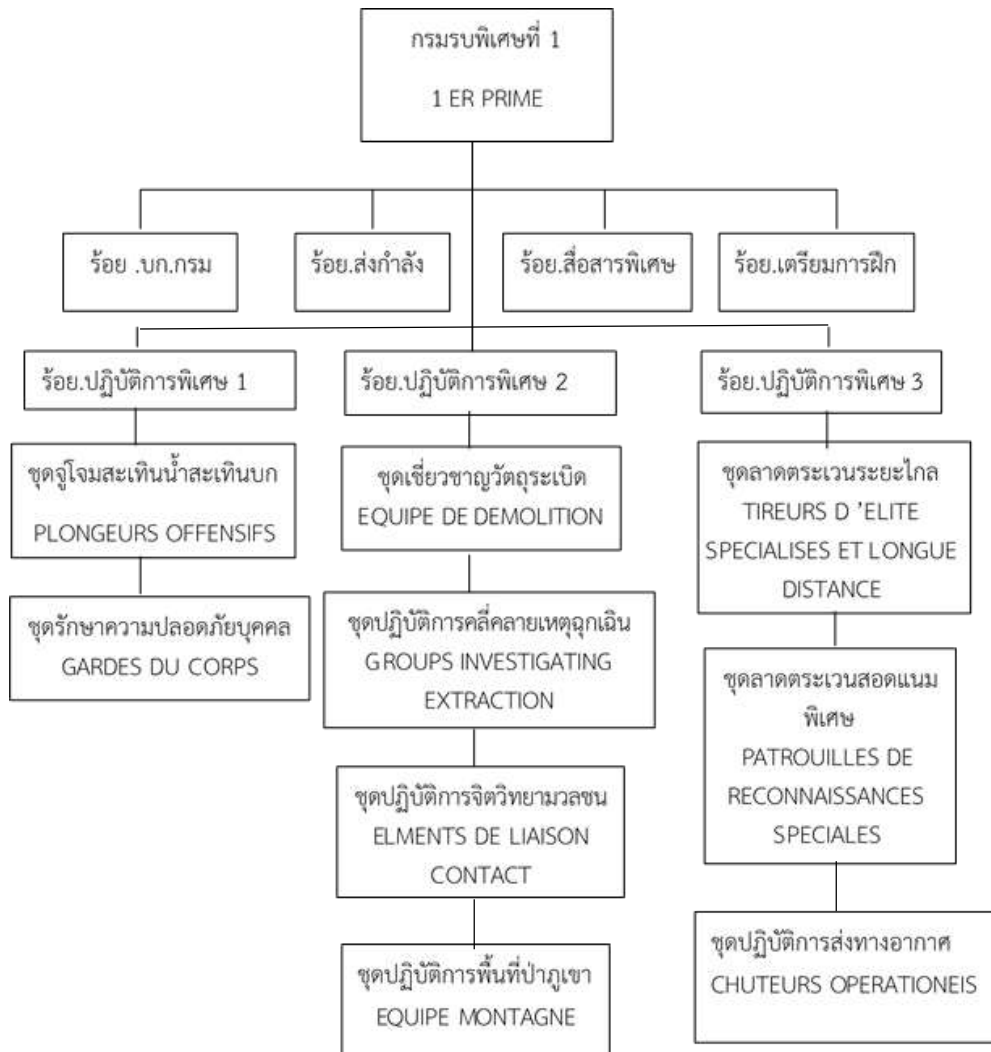 กรมรบพิเศษที่ 1
1 ER PRIME
ร้อย .บก.กรม
ร้อย.ส่งกำลัง
ร้อย.สื่อสารพิเศษ
ร้อย.เตรียมการฝึก
ร้อย.ปฏิบัติการพิเศษ 1
ร้อย.ปฏิบัติการพิเศษ 2
ร้อย.ปฏิบัติการพิเศษ 3
ชุดจู่โจมสะเทินน้ำสะเทินบก
PLONGEURS OFFENSIFS
ชุดรักษาความปลอดภัยบุคคล
GARDES DU CORPS
ชุดเชี่ยวชาญวัตถุระเบิด
EQUIPE DE DEMOLITION
ชุดปฏิบัติการคลี่คลายเหตุฉุกเฉิน
GROUPS INVESTIGATING
EXTRACTION
ชุดปฏิบัติการจิตวิทยามวลชน
ELMENTS DE LIAISON
CONTACT
ชุดปฏิบัติการพื้นที่ป่าภูเขา
EQUIPE MONTAGNE
ชุดลาดตระเวนระยะไกล
TIREURS D ’ELITE
SPECIALISES ET LONGUE
DISTANCE
ชุดลาดตระเวนสอดแนม
พิเศษ
PATROUILLES DE
RECONNAISSANCES
SPECIALES
ชุดปฏิบัติการส่งทางอากาศ
CHUTEURS OPERATIONEIS